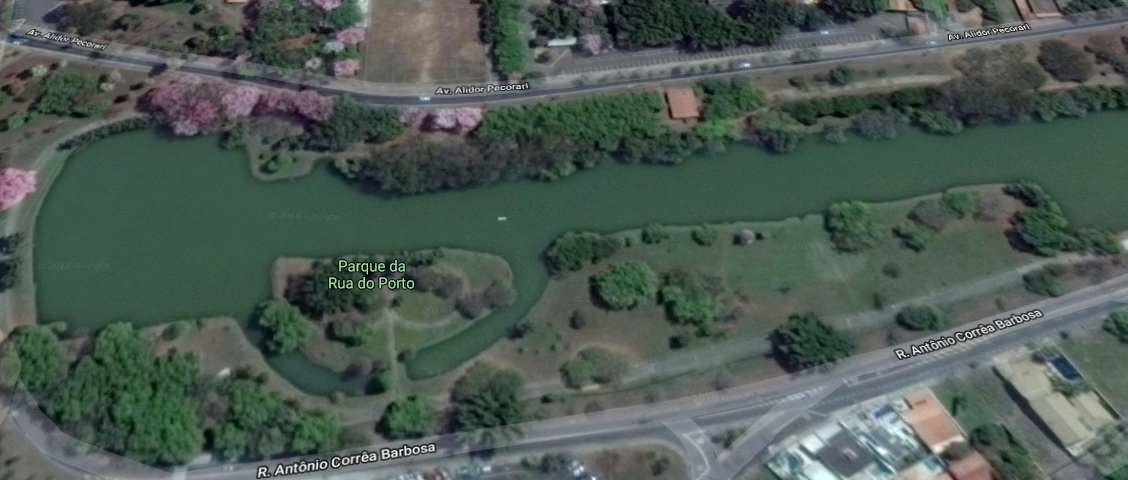 Av. Alidor Pecorari
Av. Alidor Pecorari
Av. Alidor Pecorari
Parque da
Rua do Porto
R. Antônio Corrêa Barbosa
R. Antônio Corrêa Barbosa